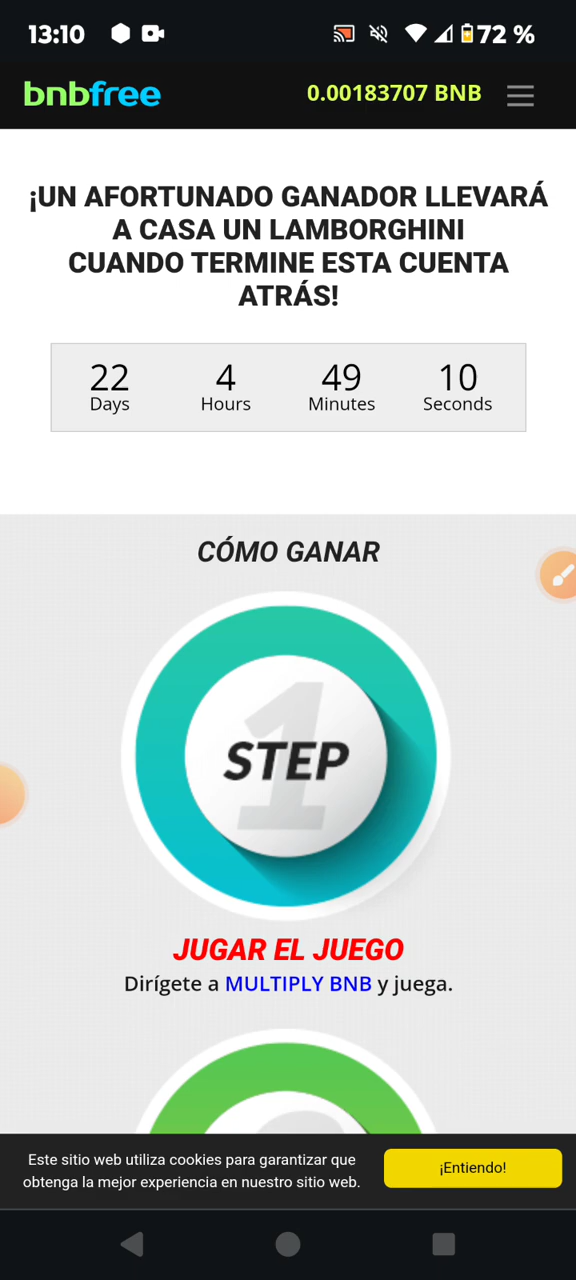 13:10
72 %
bnbfree
0.00183707 BNB
¡UN AFORTUNADO GANADOR LLEVARÁ
A CASA UN LAMBORGHINI
CUANDO TERMINE ESTA CUENTA
ATRÁS!
22 4 49 10
Days Hours Minutes Seconds
CÓMO GANAR
1
STEP
JUGAR EL JUEGO
Dirígete a MULTIPLY BNB y juega.
Este sitio web utiliza cookies para garantizar que
obtenga la mejor experiencia en nuestro sitio web.
¡Entiendo!